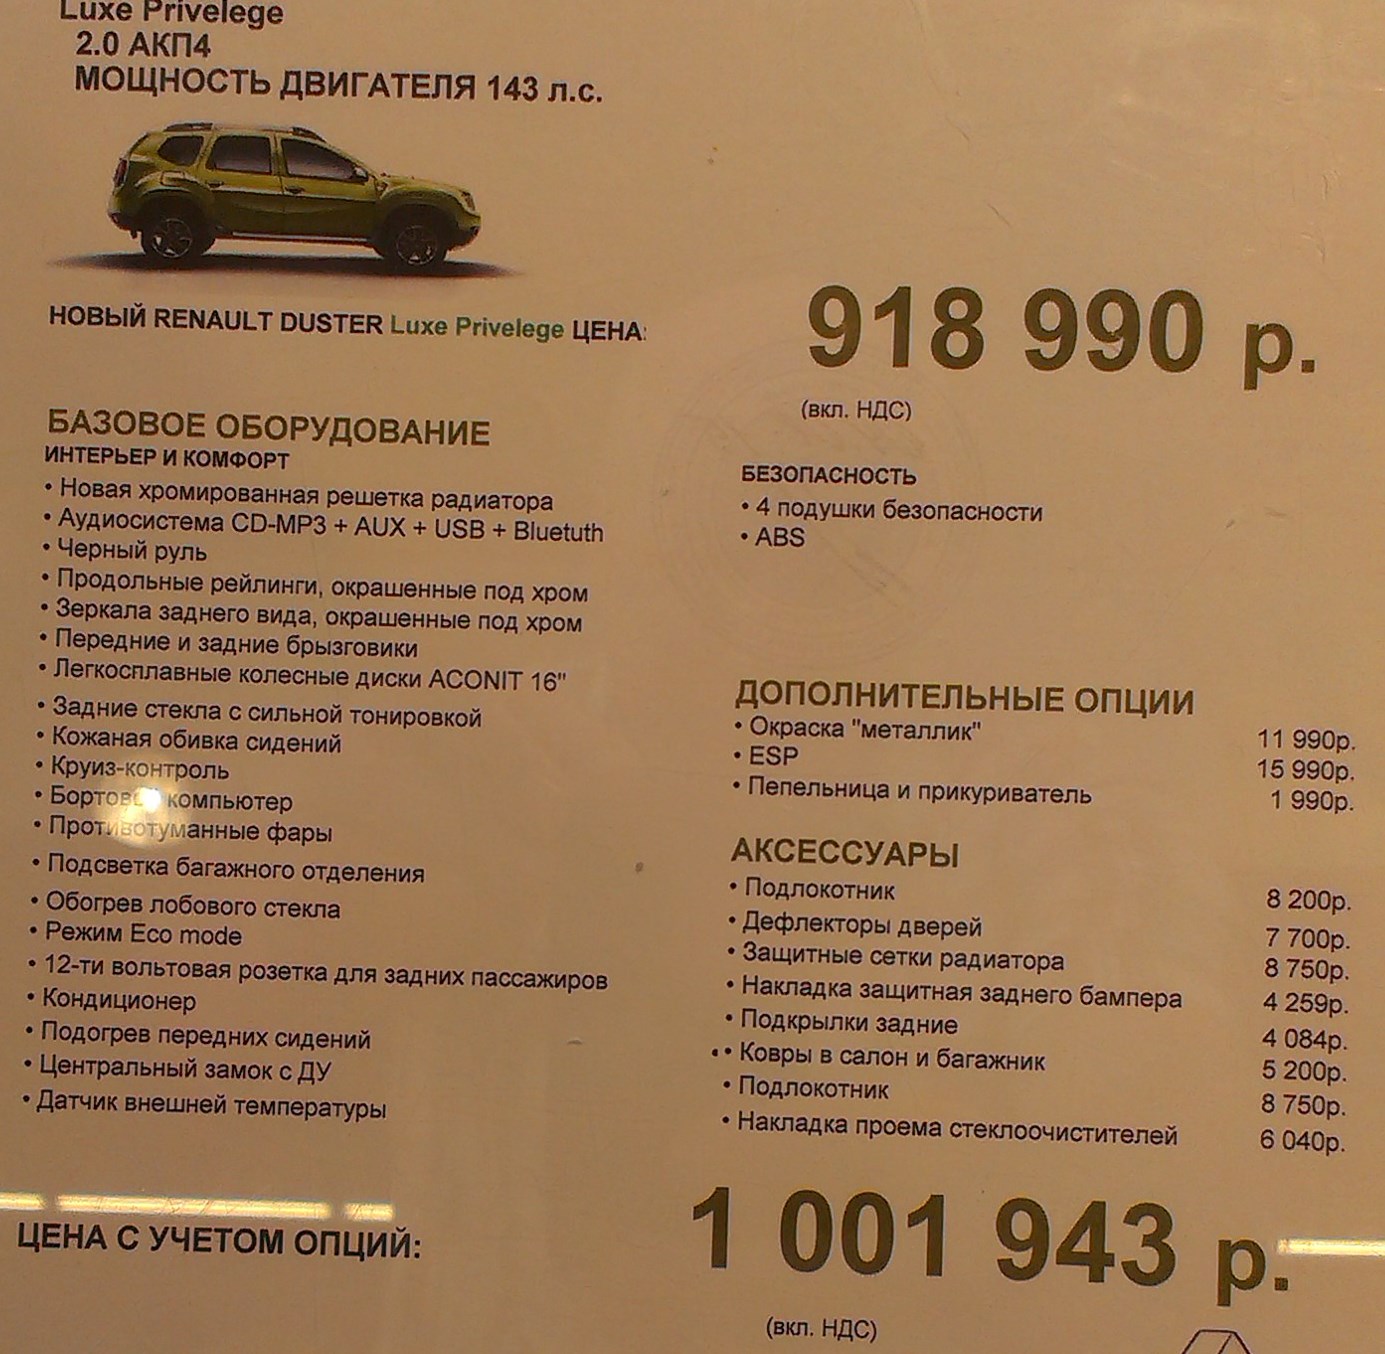 Luxe Privelege
2.0 АКП4
МОЩНОСТЬ ДВИГАТЕЛЯ 143 л.с.
НОВЫЙ RENAULT DUSTER Luxe Privelege ЦЕНА:
918 990 р.
(вкл. НДС)
БАЗОВОЕ ОБОРУДОВАНИЕ
ИНТЕРЬЕР И КОМФОРТ
• Новая хромированная решетка радиатора
• Аудиосистема CD-MP3 + AUX + USB + Bluetuth
• Черный руль
• Продольные рейлинги, окрашенные под хром
• Зеркала заднего вида, окрашенные под хром
• Передние и задние брызговики
• Легкосплавные колесные диски ACONIT 16"
• Задние стекла с сильной тонировкой
• Кожаная обивка сидений
• Круиз-контроль
• Бортовой компьютер
• Противотуманные фары
• Подсветка багажного отделения
• Обогрев лобового стекла
• Режим Eco mode
• 12-ти вольтовая розетка для задних пассажиров
• Кондиционер
• Подогрев передних сидений
• Центральный замок с ДУ
• Датчик внешней температуры
БЕЗОПАСНОСТЬ
• 4 подушки безопасности
• ABS
ДОПОЛНИТЕЛЬНЫЕ ОПЦИИ
• Окраска "металлик" 11 990р.
• ESP 15 990р.
• Пепельница и прикуриватель 1 990р.
АКСЕССУАРЫ
• Подлокотник 8 200р.
• Дефлекторы дверей 7 700р.
• Защитные сетки радиатора 8 750р.
• Накладка защитная заднего бампера 4 259р.
• Подкрылки задние 4 084р.
• Ковры в салон и багажник 5 200р.
• Подлокотник 8 750р.
• Накладка проема стеклоочистителей 6 040р.
ЦЕНА С УЧЕТОМ ОПЦИЙ:
1 001 943 р.
(вкл. НДС)